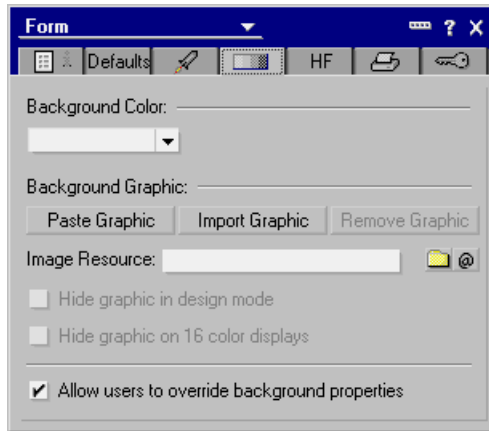 Form ?
Defaults HF
Background Color:
Background Graphic:
Paste Graphic Import Graphic Remove Graphic
Image Resource: @
Hide graphic in design mode
Hide graphic on 16 color displays
Allow users to override background properties